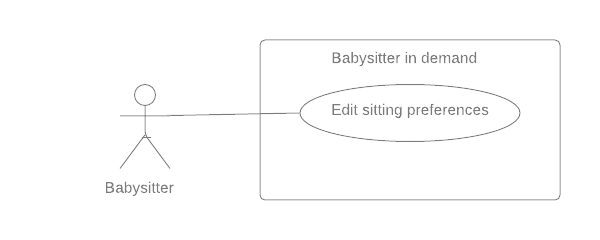 Babysitter in demand
Edit sitting preferences
Babysitter